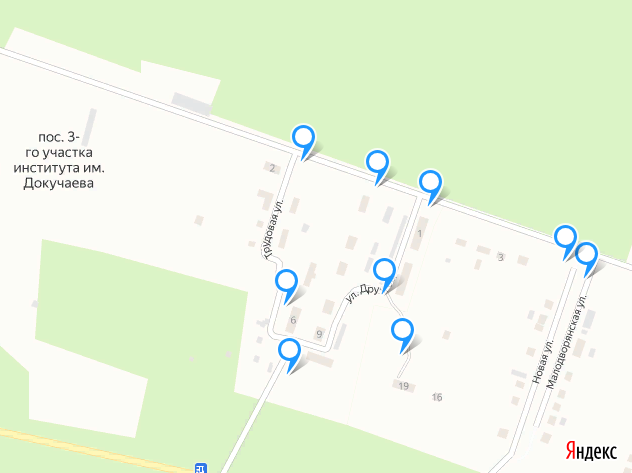 пос. 3-
го участка
института им.
Докучаева
2
Трудовая ул.
1
3
ул. Дру
6
9
19
16
Новая ул.
Малодворянская ул.
Яндекс